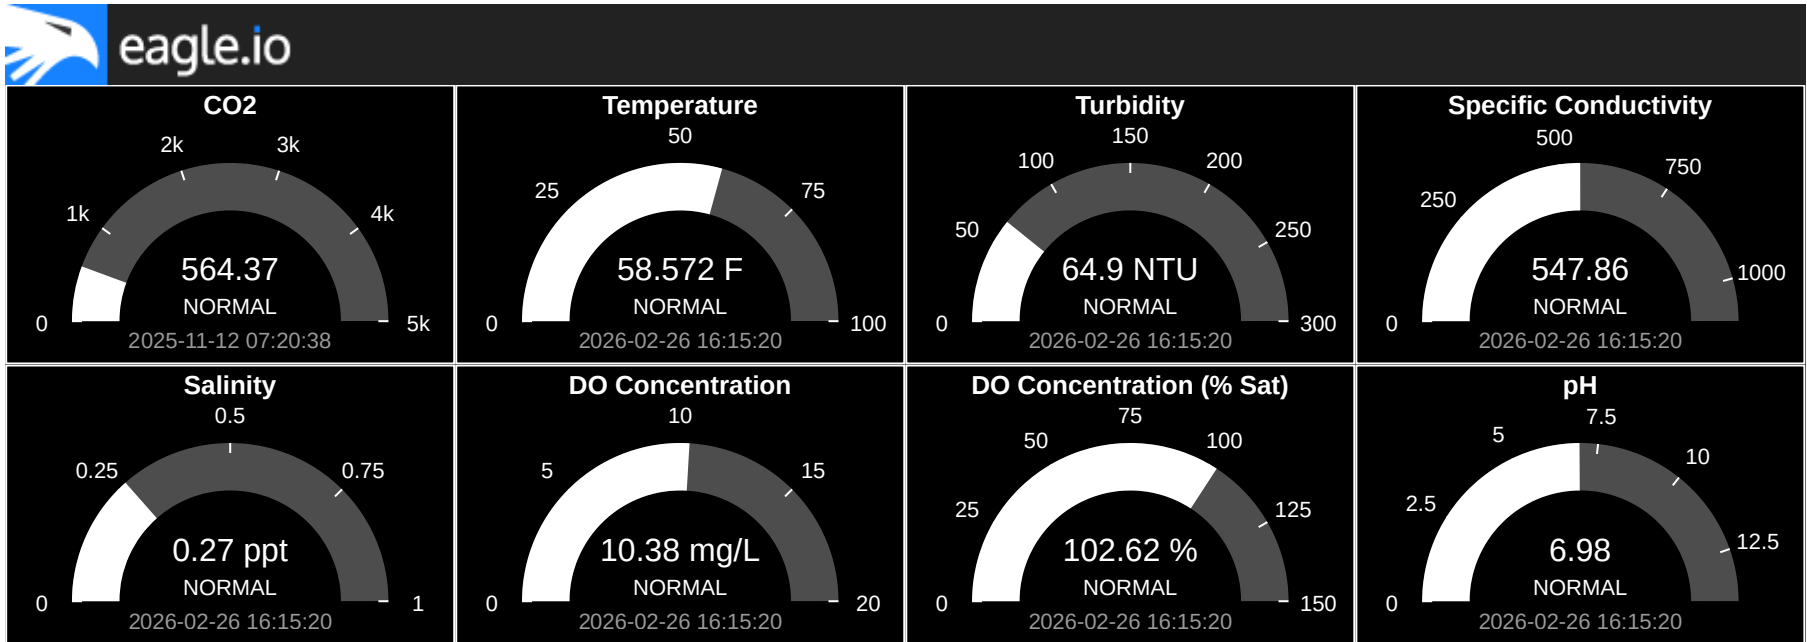 eagle.io
CO2
0
1k
2k
3k
4k
5k
564.37
NORMAL
2025-11-12 07:20:38
Temperature
0
25
50
75
100
58.572 F
NORMAL
2026-02-26 16:15:20
Turbidity
0
50
100
150
200
250
300
64.9 NTU
NORMAL
2026-02-26 16:15:20
Specific Conductivity
0
250
500
750
1000
547.86
NORMAL
2026-02-26 16:15:20
Salinity
0
0.25
0.5
0.75
1
0.27 ppt
NORMAL
2026-02-26 16:15:20
DO Concentration
0
5
10
15
20
10.38 mg/L
NORMAL
2026-02-26 16:15:20
DO Concentration (% Sat)
0
25
50
75
100
125
150
102.62 %
NORMAL
2026-02-26 16:15:20
pH
0
2.5
5
7.5
10
12.5
6.98
NORMAL
2026-02-26 16:15:20